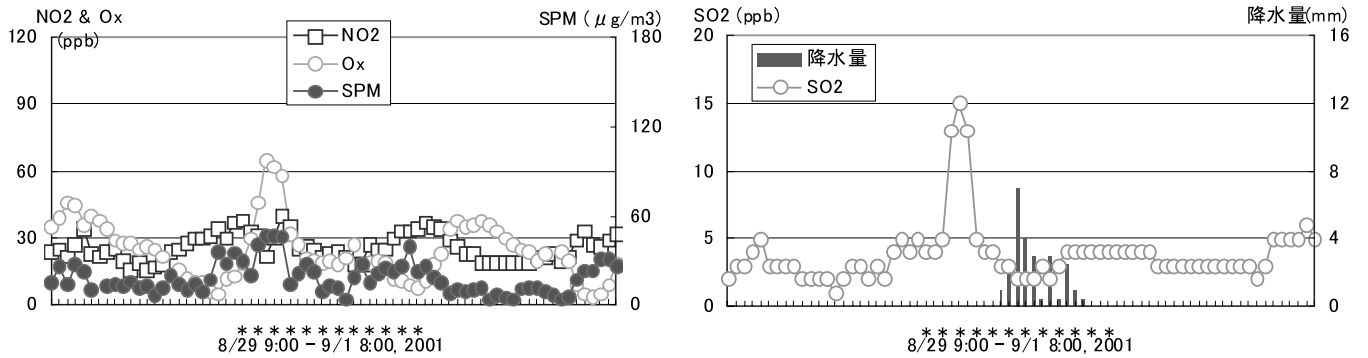 NO2 & Ox
(ppb)
SPM (μg/m3)
120
90
60
30
0
180
120
60
0
NO2
Ox
SPM
* * * * * * * * * * * *
8/29 9:00 - 9/1 8:00, 2001
SO2 (ppb)
降水量(mm)
20
15
10
5
0
16
12
8
4
0
降水量
SO2
* * * * * * * * * * * *
8/29 9:00 - 9/1 8:00, 2001